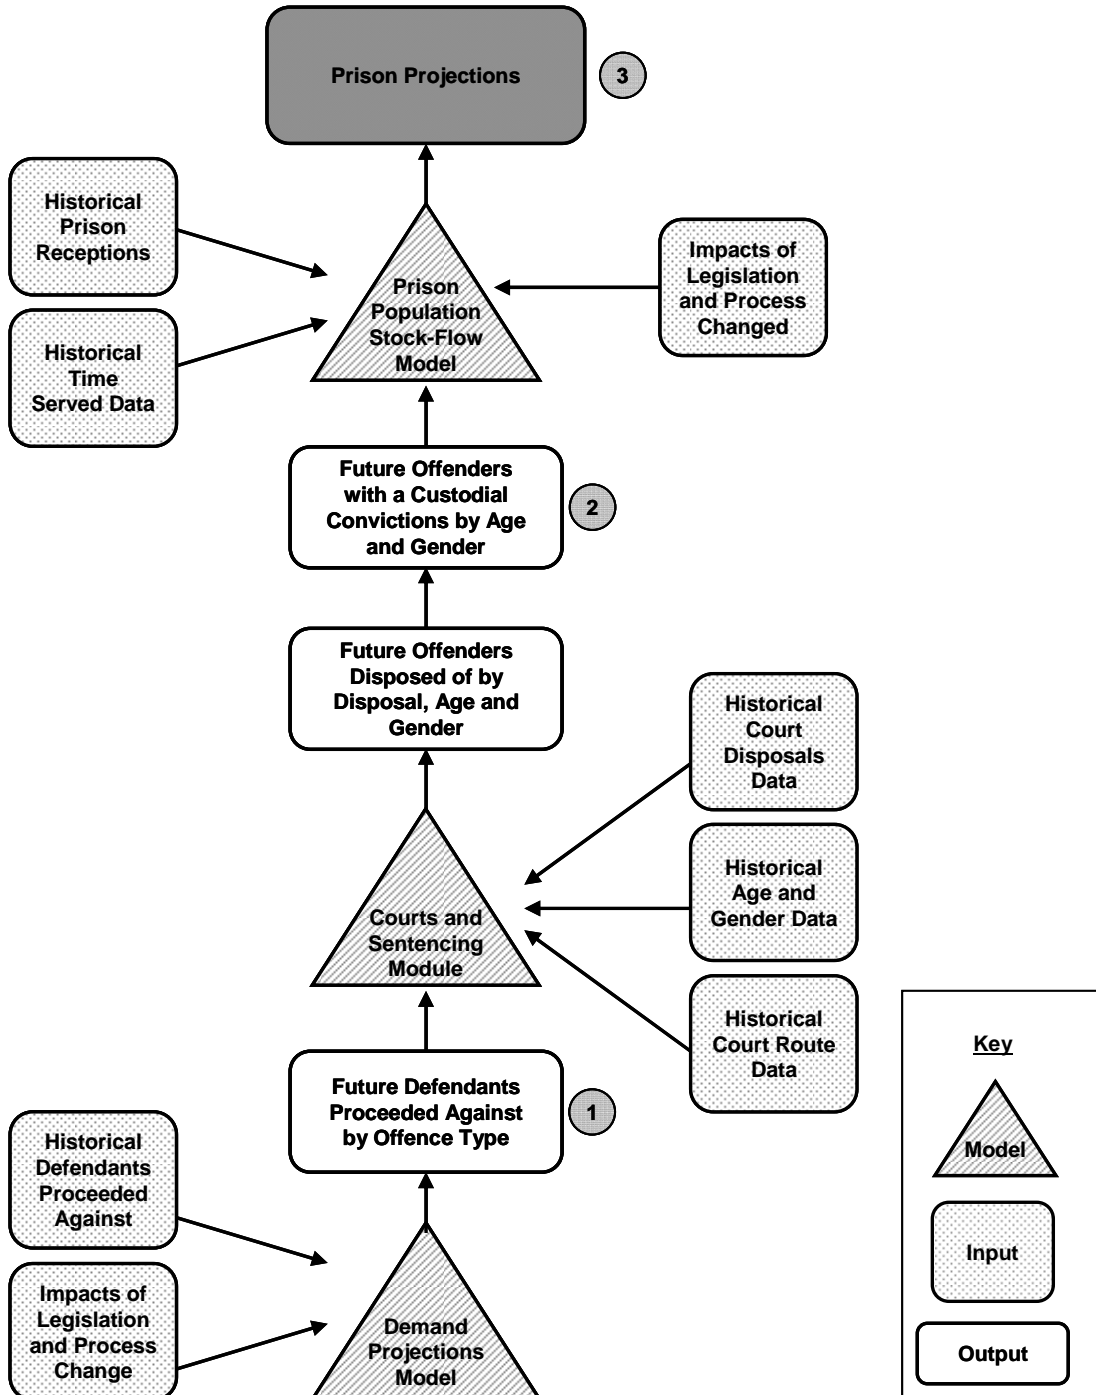 Prison Projections
3
Historical
Prison
Receptions
Impacts of
Legislation
and Process
Changed
Prison
Population
Stock-Flow
Model
Historical
Time
Served Data
Future Offenders
with a Custodial
Convictions by Age
and Gender
2
Future Offenders
Disposed of by
Disposal, Age and
Gender
Historical
Court
Disposals
Data
Historical
Age and
Gender Data
Courts and
Sentencing
Module
Historical
Court Route
Data
Future Defendants
Proceeded Against
by Offence Type
1
Historical
Defendants
Proceeded
Against
Impacts of
Legislation
and Process
Change
Demand
Projections
Model
Key
Model
Input
Output